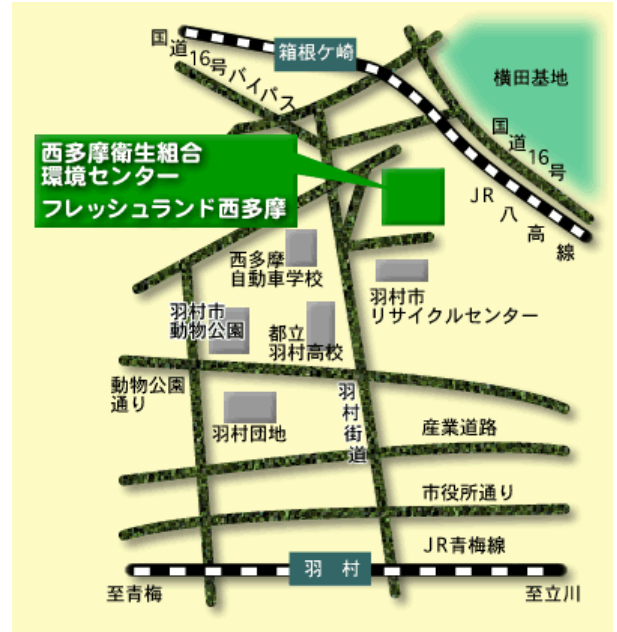 国道16号バイパス
箱根ケ崎
横田基地
国道16号
JR八高線
西多摩衛生組合
環境センター
フレッシュランド西多摩
西多摩
自動車学校
羽村市
リサイクルセンター
羽村市
動物公園
都立
羽村高校
動物公園
通り
羽村団地
羽村街道
産業道路
市役所通り
JR青梅線
羽村
至青梅
至立川